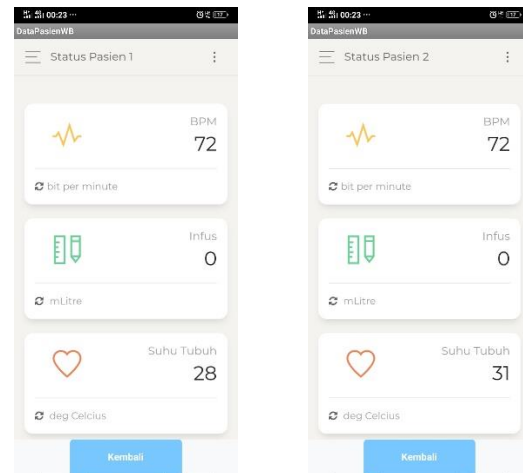 00:23 ...
DataPasienWB
Status Pasien 1
BPM
72
bit per minute
Infus
0
mLitre
Suhu Tubuh
28
deg Celcius
Kembali
00:23 ...
DataPasienWB
Status Pasien 2
BPM
72
bit per minute
Infus
0
mLitre
Suhu Tubuh
31
deg Celcius
Kembali